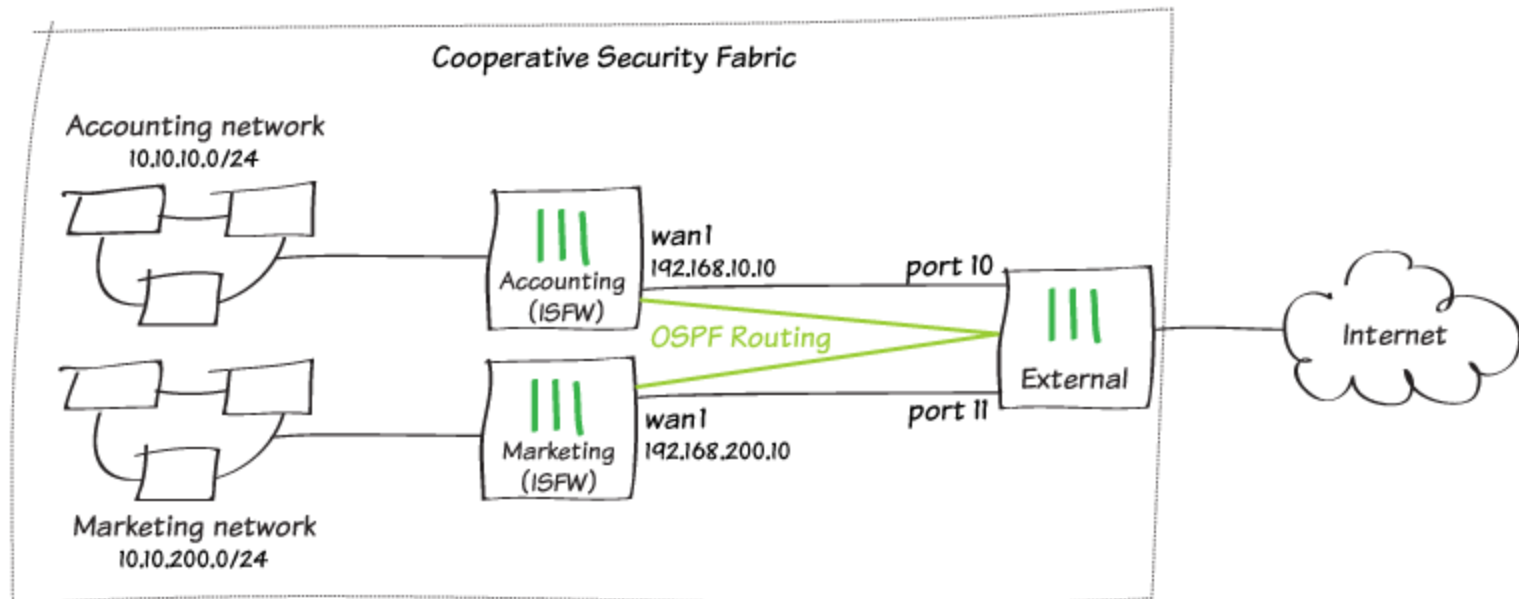 Cooperative Security Fabric
Accounting network
10.10.10.0/24
Accounting
(ISFW)
wan1
192.168.10.10
port 10
OSPF Routing
External
Internet
Marketing
(ISFW)
wan1
192.168.200.10
port 11
Marketing network
10.10.200.0/24